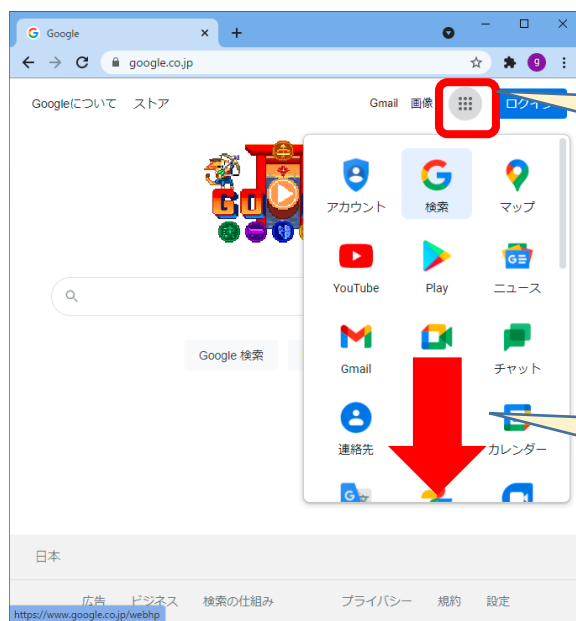 Google
google.co.jp
g
Googleについて ストア
Gmail 画像
ログイン
GO
アカウント 検索 マップ
YouTube Play ニュース
Gmail
チャット
Google 検索
連絡先
カレンダー
日本
広告 ビジネス 検索の仕組み プライバシー 規約 設定
https://www.google.co.jp/webhp